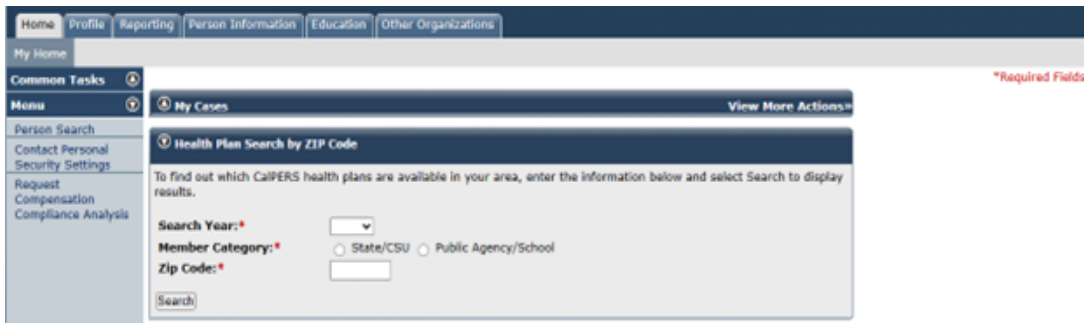 Home Profile Reporting Person Information Education Other Organizations
My Home
Common Tasks
*Required Fields
Menu
My Cases View More Actions»
Person Search
Contact Personal
Security Settings
Request
Compensation
Compliance Analysis
Health Plan Search by ZIP Code
To find out which CalPERS health plans are available in your area, enter the information below and select Search to display
results.
Search Year:*
Member Category:* State/CSU Public Agency/School
Zip Code:*
Search